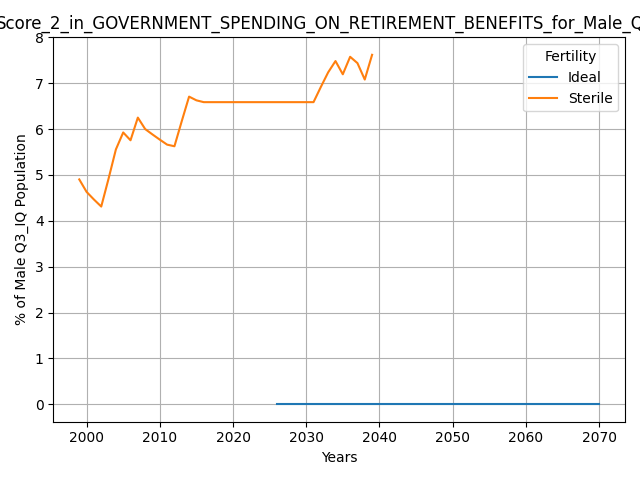 Score_2_in_GOVERNMENT_SPENDING_ON_RETIREMENT_BENEFITS_for_Male_Q
8
7
6
5
4
3
2
1
0
% of Male Q3_IQ Population
Fertility
Ideal
Sterile
2000 2010 2020 2030 2040 2050 2060 2070
Years